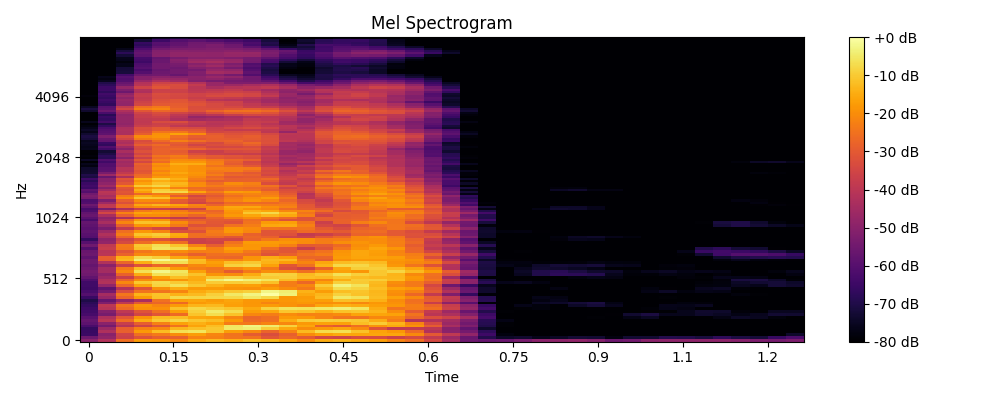 Mel Spectrogram
+0 dB
-10 dB
-20 dB
-30 dB
-40 dB
-50 dB
-60 dB
-70 dB
-80 dB
4096
2048
1024
512
0
Hz
0 0.15 0.3 0.45 0.6 0.75 0.9 1.1 1.2
Time